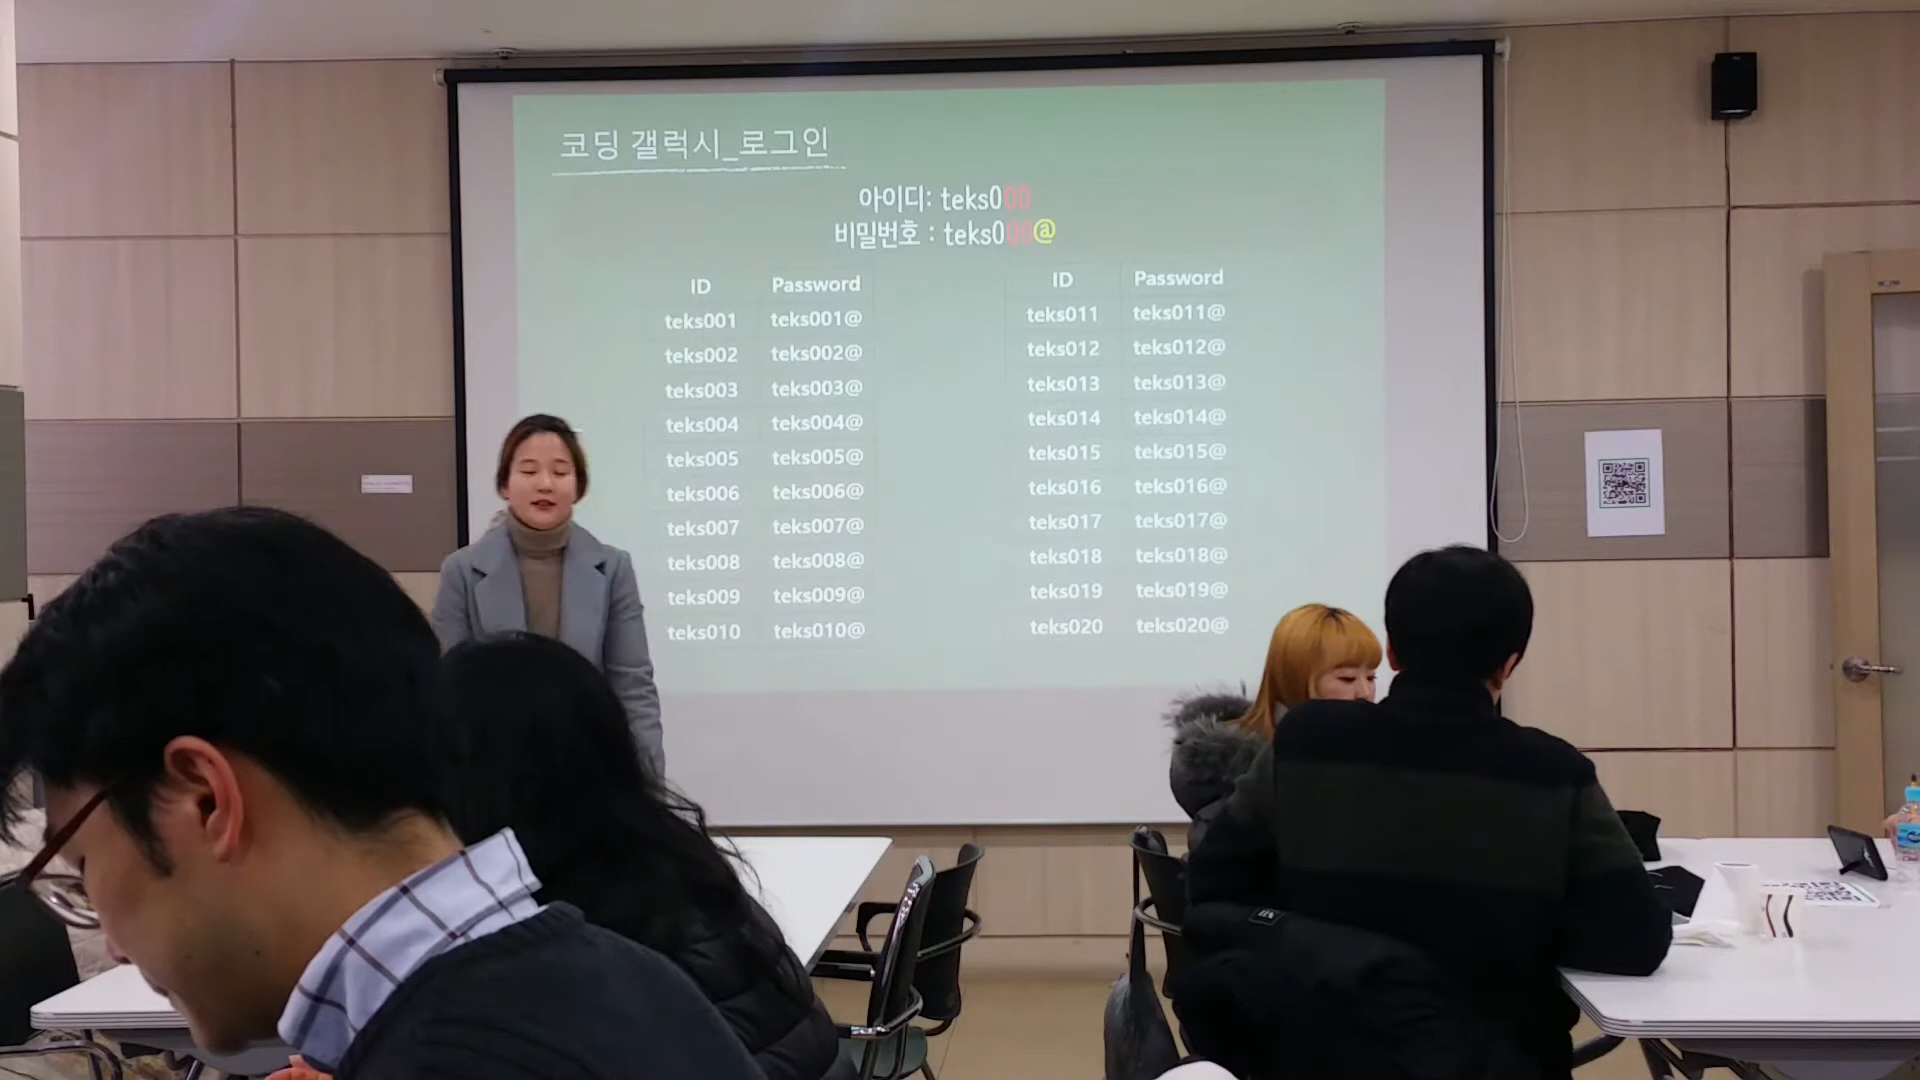 코딩 갤럭시_로그인
아이디: teks000
비밀번호 : teks000@
ID Password
teks001 teks001@
teks002 teks002@
teks003 teks003@
teks004 teks004@
teks005 teks005@
teks006 teks006@
teks007 teks007@
teks008 teks008@
teks009 teks009@
teks010 teks010@
ID Password
teks011 teks011@
teks012 teks012@
teks013 teks013@
teks014 teks014@
teks015 teks015@
teks016 teks016@
teks017 teks017@
teks018 teks018@
teks019 teks019@
teks020 teks020@